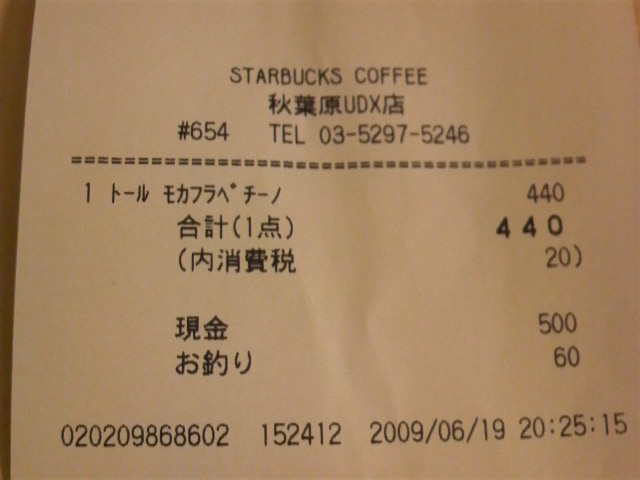 STARBUCKS COFFEE
秋葉原UDX店
#654 TEL 03-5297-5246
1 トール モカフラペチーノ 440
合計(1点) 440
(内消費税 20)
現金 500
お釣り 60
020209868602 152412 2009/06/19 20:25:15